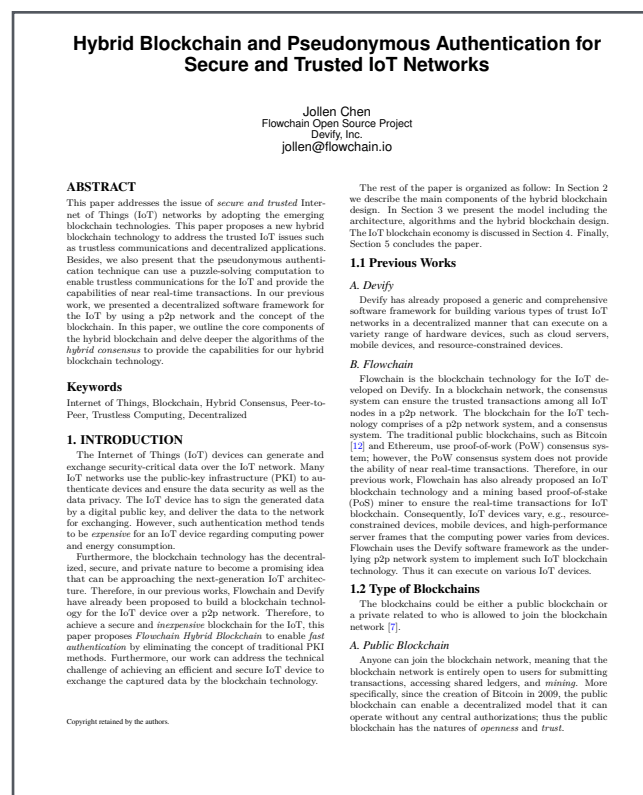 Hybrid Blockchain and Pseudonymous Authentication for
Secure and Trusted IoT Networks
Jollen Chen
Flowchain Open Source Project
Devify, Inc.
jollen@flowchain.io
ABSTRACT
This paper addresses the issue of secure and trusted Inter-
net of Things (IoT) networks by adopting the emerging
blockchain technologies. This paper proposes a new hybrid
blockchain technology to address the trusted IoT issues such
as trustless communications and decentralized applications.
Besides, we also present that the pseudonymous authenti-
cation technique can use a puzzle-solving computation to
enable trustless communications for the IoT and provide the
capabilities of near real-time transactions. In our previous
work, we presented a decentralized software framework for
the IoT by using a p2p network and the concept of the
blockchain. In this paper, we outline the core components of
the hybrid blockchain and delve deeper the algorithms of the
hybrid consensus to provide the capabilities for our hybrid
blockchain technology.
Keywords
Internet of Things, Blockchain, Hybrid Consensus, Peer-to-
Peer, Trustless Computing, Decentralized
1. INTRODUCTION
The Internet of Things (IoT) devices can generate and
exchange security-critical data over the IoT network. Many
IoT networks use the public-key infrastructure (PKI) to au-
thenticate devices and ensure the data security as well as the
data privacy. The IoT device has to sign the generated data
by a digital public key, and deliver the data to the network
for exchanging. However, such authentication method tends
to be expensive for an IoT device regarding computing power
and energy consumption.
Furthermore, the blockchain technology has the decentral-
ized, secure, and private nature to become a promising idea
that can be approaching the next-generation IoT architec-
ture. Therefore, in our previous works, Flowchain and Devify
have already been proposed to build a blockchain technol-
ogy for the IoT device over a p2p network. Therefore, to
achieve a secure and inexpensive blockchain for the IoT, this
paper proposes Flowchain Hybrid Blockchain to enable fast
authentication by eliminating the concept of traditional PKI
methods. Furthermore, our work can address the technical
challenge of achieving an efficient and secure IoT device to
exchange the captured data by the blockchain technology.
Copyright retained by the authors.
The rest of the paper is organized as follow: In Section 2
we describe the main components of the hybrid blockchain
design. In Section 3 we present the model including the
architecture, algorithms and the hybrid blockchain design.
The IoT blockchain economy is discussed in Section 4. Finally,
Section 5 concludes the paper.
1.1 Previous Works
A. Devify
Devify has already proposed a generic and comprehensive
software framework for building various types of trust IoT
networks in a decentralized manner that can execute on a
variety range of hardware devices, such as cloud servers,
mobile devices, and resource-constrained devices.
B. Flowchain
Flowchain is the blockchain technology for the IoT de-
veloped on Devify. In a blockchain network, the consensus
system can ensure the trusted transactions among all IoT
nodes in a p2p network. The blockchain for the IoT tech-
nology comprises of a p2p network system, and a consensus
system. The traditional public blockchains, such as Bitcoin
[12] and Ethereum, use proof-of-work (PoW) consensus sys-
tem; however, the PoW consensus system does not provide
the ability of near real-time transactions. Therefore, in our
previous work, Flowchain has also already proposed an IoT
blockchain technology and a mining based proof-of-stake
(PoS) miner to ensure the real-time transactions for IoT
blockchain. Consequently, IoT devices vary, e.g., resource-
constrained devices, mobile devices, and high-performance
server frames that the computing power varies from devices.
Flowchain uses the Devify software framework as the under-
lying p2p network system to implement such IoT blockchain
technology. Thus it can execute on various IoT devices.
1.2 Type of Blockchains
The blockchains could be either a public blockchain or
a private related to who is allowed to join the blockchain
network [7].
A. Public Blockchain
Anyone can join the blockchain network, meaning that the
blockchain network is entirely open to users for submitting
transactions, accessing shared ledgers, and mining. More
specifically, since the creation of Bitcoin in 2009, the public
blockchain can enable a decentralized model that it can
operate without any central authorizations; thus the public
blockchain has the natures of openness and trust.